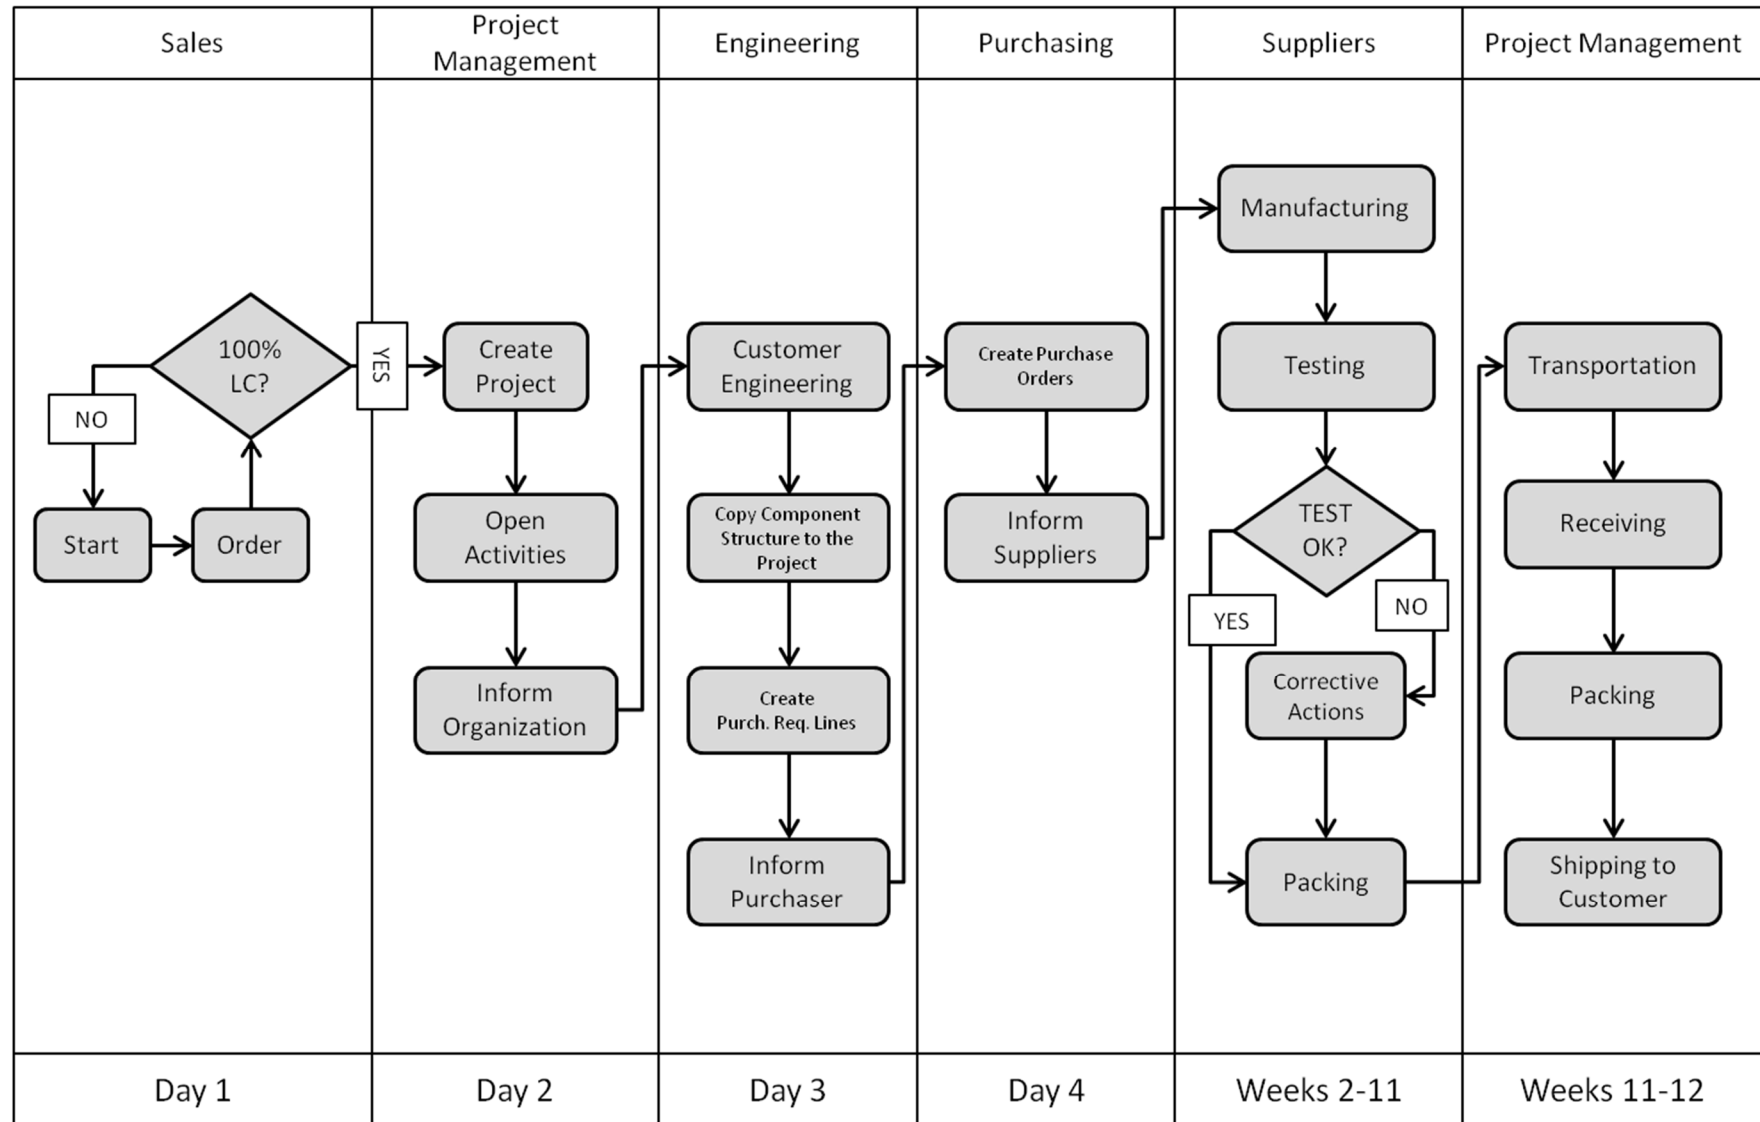 Sales
Project
Management
Engineering
Purchasing
Suppliers
Project Management
100%
LC?
YES
NO
Start
Order
Create
Project
Open
Activities
Inform
Organization
Customer
Engineering
Copy Component
Structure to the
Project
Create
Purch. Req. Lines
Inform
Purchaser
Create Purchase
Orders
Inform
Suppliers
Manufacturing
Testing
TEST
OK?
YES
NO
Corrective
Actions
Packing
Transportation
Receiving
Packing
Shipping to
Customer
Day 1
Day 2
Day 3
Day 4
Weeks 2-11
Weeks 11-12